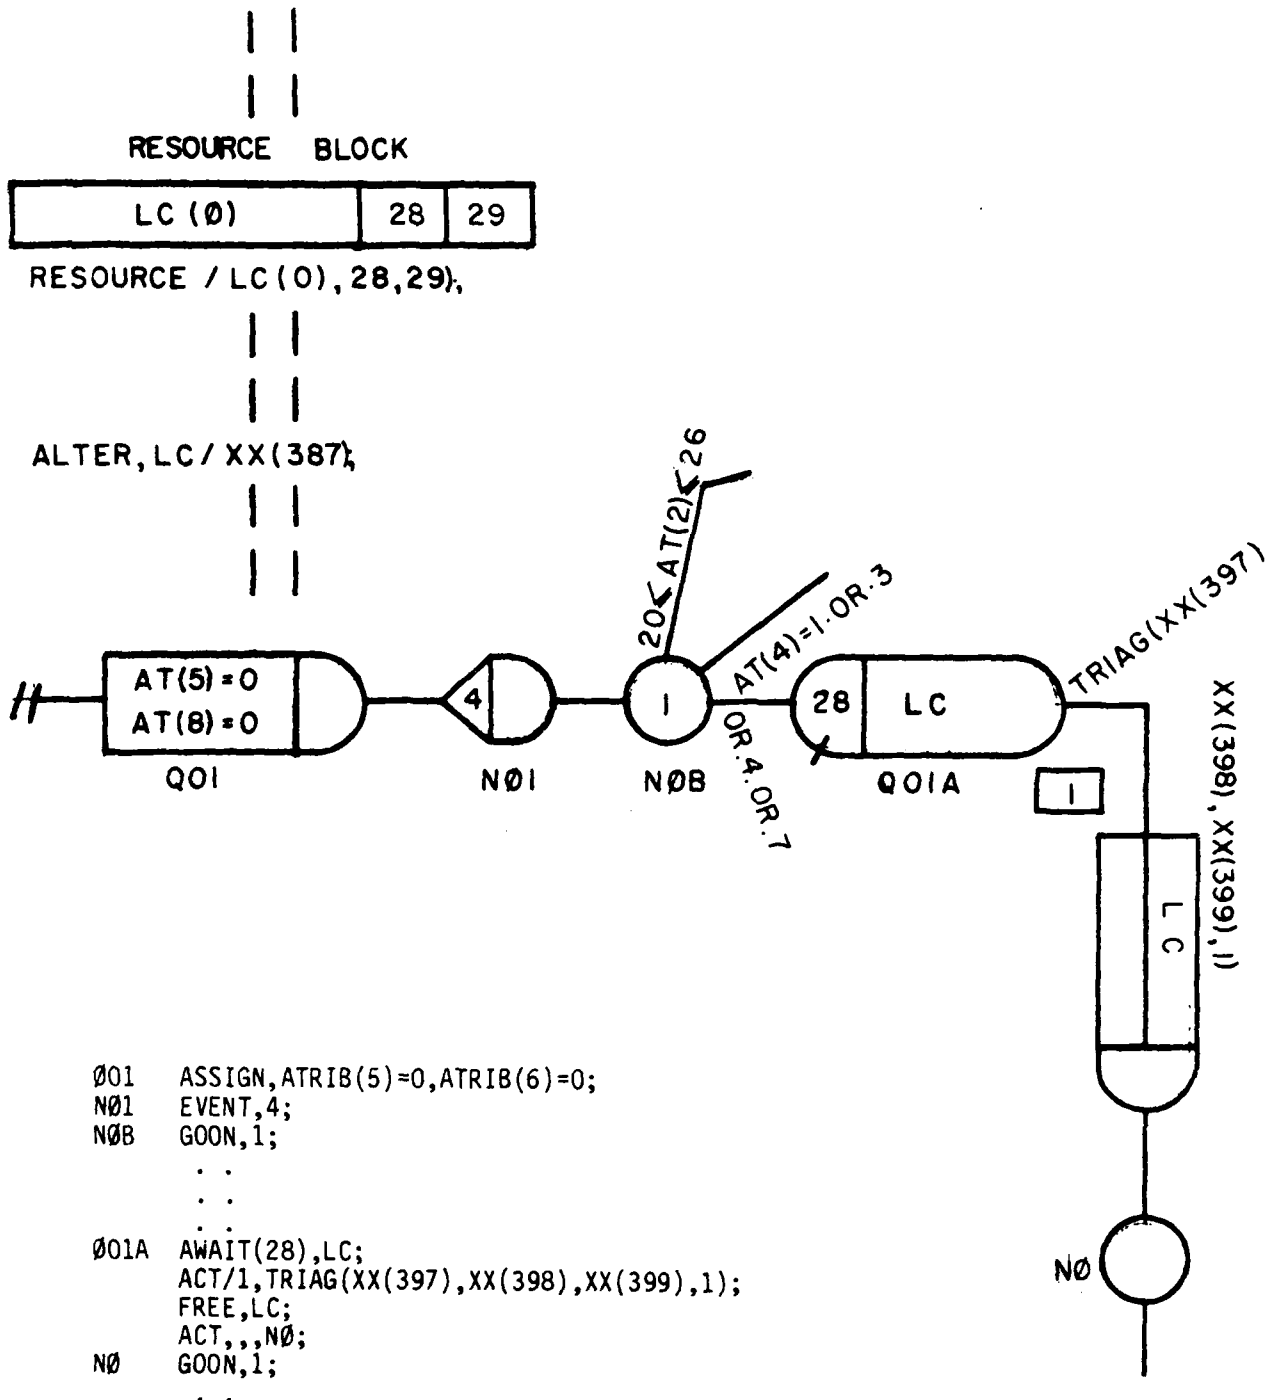 RESOURCE BLOCK
LC (Ø) 28 29
RESOURCE / LC(O), 28,29);
ALTER, LC/ XX(387);
20≤AT(2)≤26
AT(4)=1.OR.3
OR.4.OR.7
AT(5)=O
AT(8)=O
QO1
4
NØ1
1
NØB
28 LC
QO1A
TRIAG(XX(397)
XX(398), XX(399),1)
1
LC
NØ
ØO1 ASSIGN,ATRIB(5)=0,ATRIB(6)=0;
NØ1 EVENT,4;
NØB GOON,1;
. .
. .
. .
ØO1A AWAIT(28),LC;
ACT/1,TRIAG(XX(397),XX(398),XX(399),1);
FREE,LC;
ACT,,,NØ;
NØ GOON,1;
. .